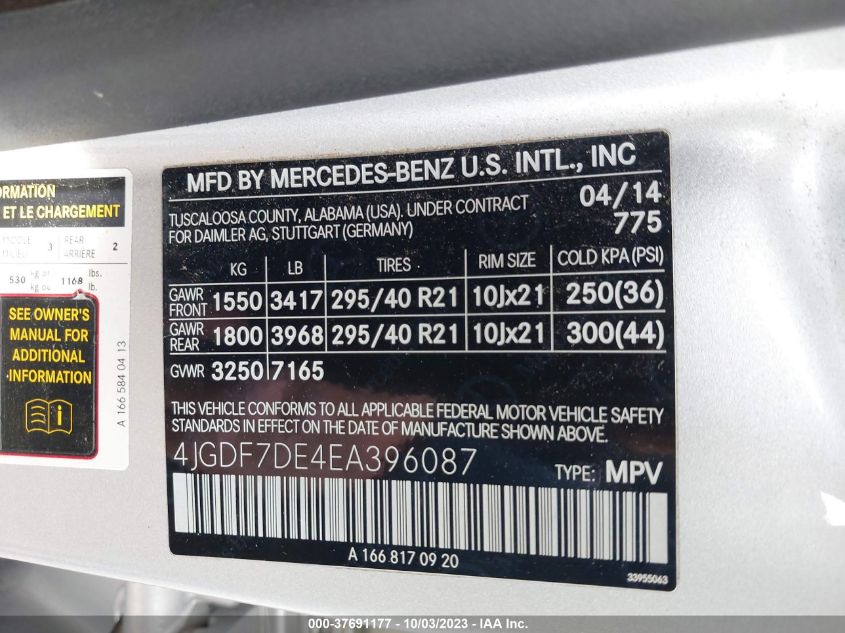 ORMATION
ET LE CHARGEMENT
3 REAR ARRIERE 2
530 kg or kg ou 1168 lbs. lb.
SEE OWNER'S
MANUAL FOR
ADDITIONAL
INFORMATION
A 166 584 04 13
MFD BY MERCEDES-BENZ U.S. INTL., INC
TUSCALOOSA COUNTY, ALABAMA (USA). UNDER CONTRACT
FOR DAIMLER AG, STUTTGART (GERMANY)
04/14
775
KG LB TIRES RIM SIZE COLD KPA(PSI)
GAWR FRONT 1550 3417 295/40 R21 10Jx21 250(36)
GAWR REAR 1800 3968 295/40 R21 10Jx21 300(44)
GVWR 3250 7165
THIS VEHICLE CONFORMS TO ALL APPLICABLE FEDERAL MOTOR VEHICLE SAFETY
STANDARDS IN EFFECT ON THE DATE OF MANUFACTURE SHOWN ABOVE.
4JGDF7DE4EA396087
TYPE: MPV
A 166 817 09 20
33955063
000-37691177 - 10/03/2023 - IAA Inc.